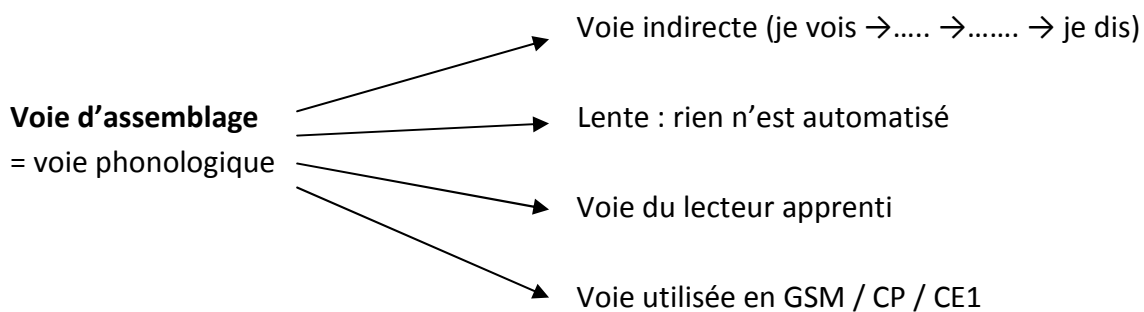 Voie indirecte (je vois →….. →……. → je dis)
Voie d’assemblage
= voie phonologique
Lente : rien n’est automatisé
Voie du lecteur apprenti
Voie utilisée en GSM / CP / CE1